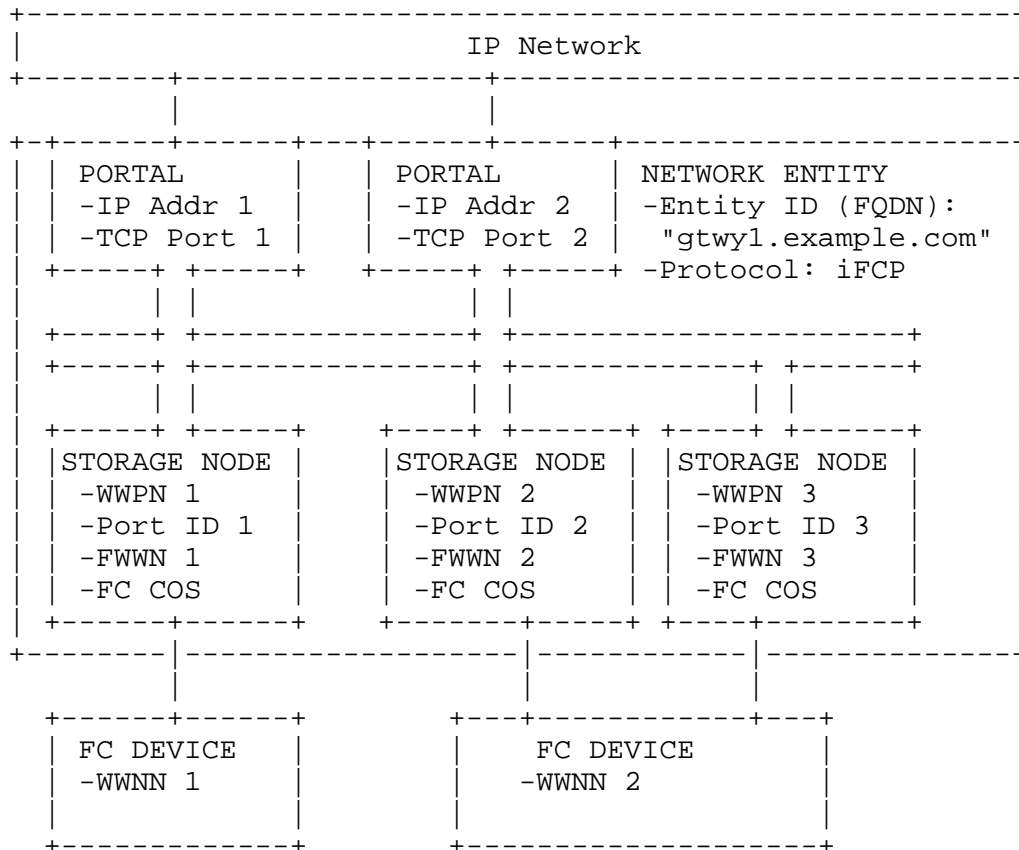 IP Network
PORTAL PORTAL NETWORK ENTITY
-IP Addr 1 -IP Addr 2 -Entity ID (FQDN):
-TCP Port 1 -TCP Port 2 "gtwy1.example.com"
-Protocol: iFCP
STORAGE NODE STORAGE NODE STORAGE NODE
-WWPN 1 -WWPN 2 -WWPN 3
-Port ID 1 -Port ID 2 -Port ID 3
-FWWN 1 -FWWN 2 -FWWN 3
-FC COS -FC COS -FC COS
FC DEVICE FC DEVICE
-WWNN 1 -WWNN 2